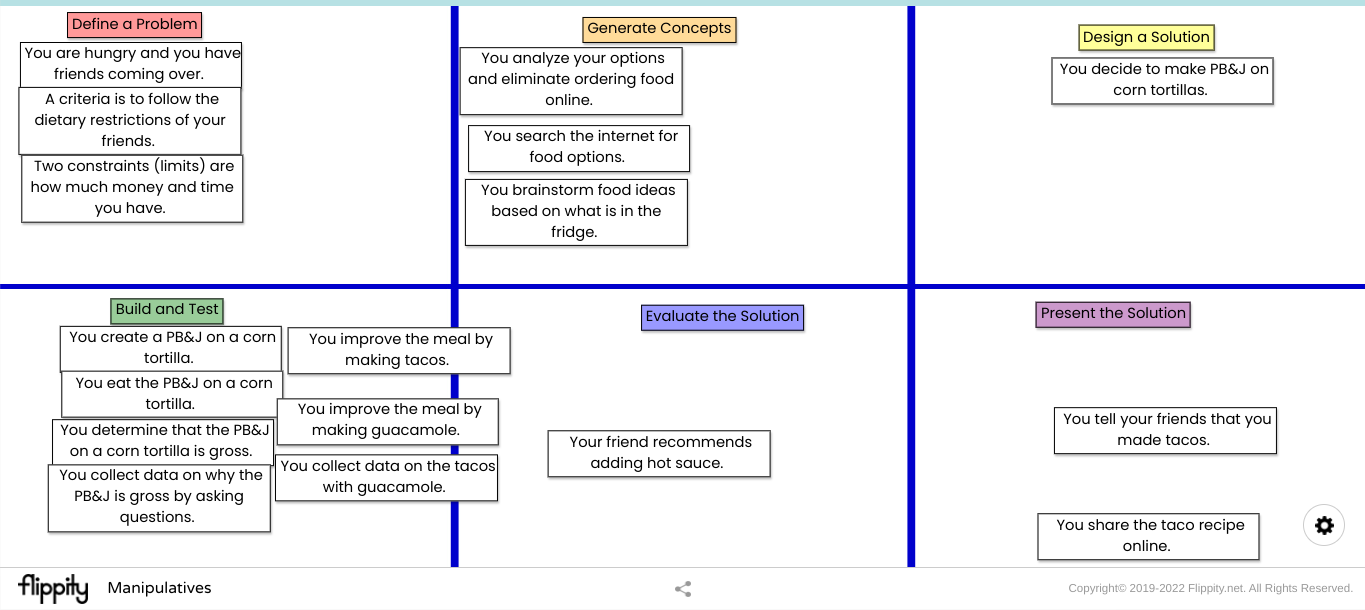 Define a Problem
You are hungry and you have
friends coming over.
A criteria is to follow the
dietary restrictions of your
friends.
Two constraints (limits) are
how much money and time
you have.
Generate Concepts
You analyze your options
and eliminate ordering food
online.
You search the internet for
food options.
You brainstorm food ideas
based on what is in the
fridge.
Design a Solution
You decide to make PB&J on
corn tortillas.
Build and Test
You create a PB&J on a corn
tortilla.
You eat the PB&J on a corn
tortilla.
You determine that the PB&J
on a corn tortilla is gross.
You collect data on why the
PB&J is gross by asking
questions.
You improve the meal by
making tacos.
You improve the meal by
making guacamole.
You collect data on the tacos
with guacamole.
Evaluate the Solution
Your friend recommends
adding hot sauce.
Present the Solution
You tell your friends that you
made tacos.
You share the taco recipe
online.
flippity
Manipulatives
Copyright© 2019-2022 Flippity.net. All Rights Reserved.